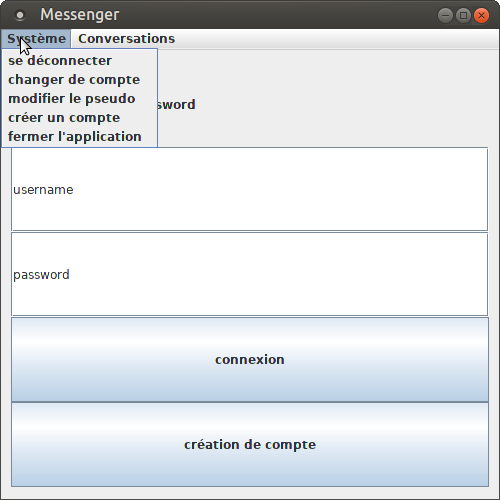 Messenger
Système Conversations
se déconnecter
changer de compte
modifier le pseudo
créer un compte
fermer l'application
username
password
connexion
création de compte